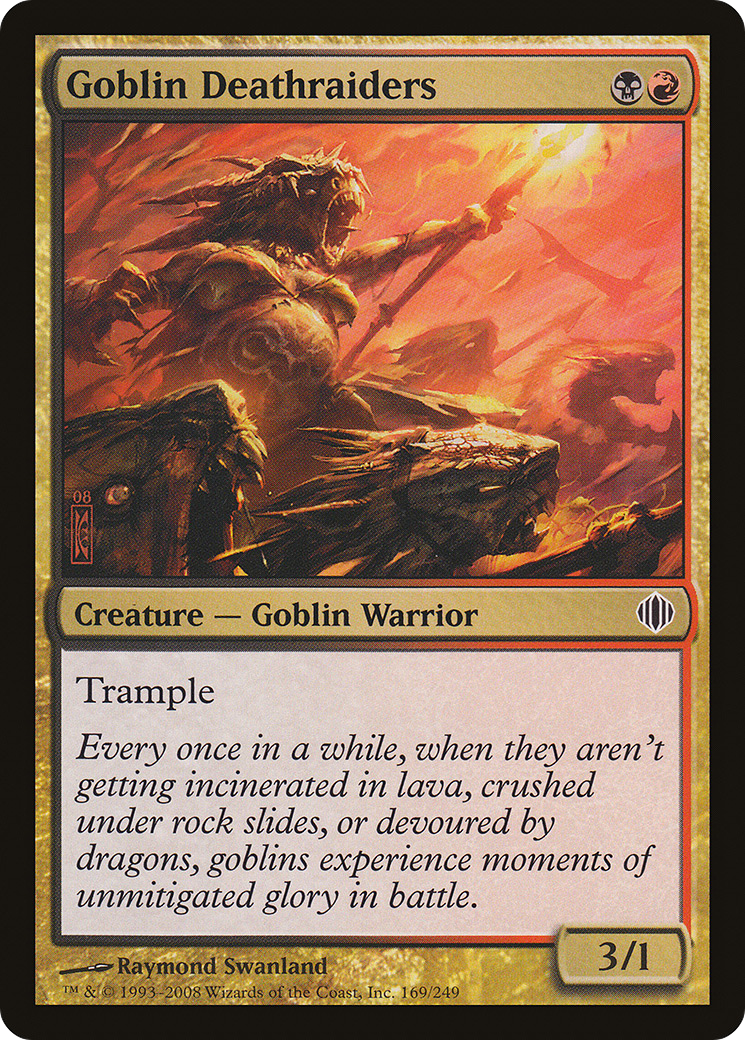 Goblin Deathraiders
08
Creature — Goblin Warrior
Trample
Every once in a while, when they aren't
getting incinerated in lava, crushed
under rock slides, or devoured by
dragons, goblins experience moments of
unmitigated glory in battle.
3/1
Raymond Swanland
™ & © 1993–2008 Wizards of the Coast, Inc. 169/249